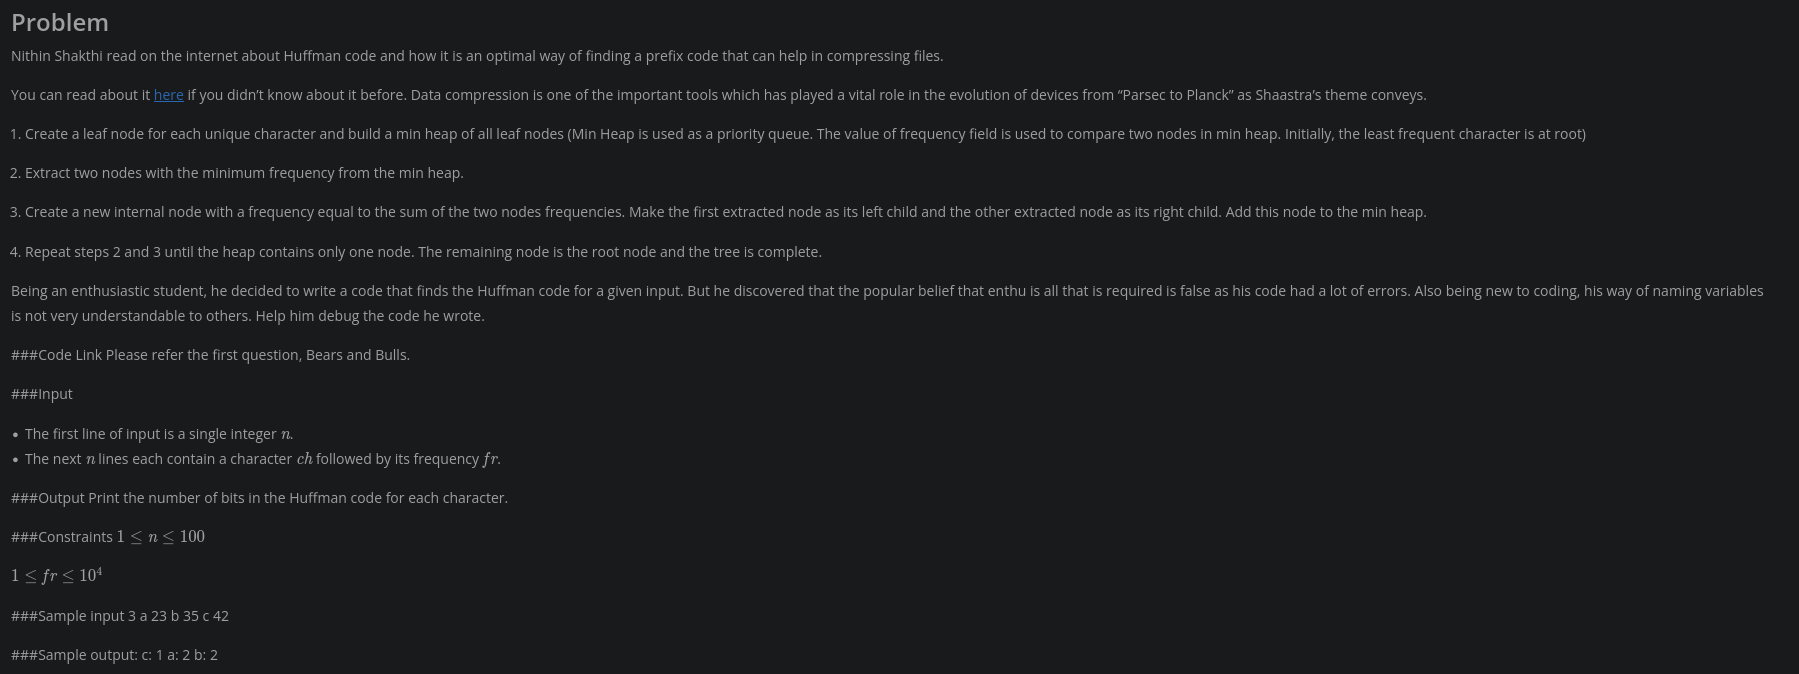 Problem
Nithin Shakthi read on the internet about Huffman code and how it is an optimal way of finding a prefix code that can help in compressing files.
You can read about it here if you didn't know about it before. Data compression is one of the important tools which has played a vital role in the evolution of devices from “Parsec to Planck” as Shaastra's theme conveys.
1. Create a leaf node for each unique character and build a min heap of all leaf nodes (Min Heap is used as a priority queue. The value of frequency field is used to compare two nodes in min heap. Initially, the least frequent character is at root)
2. Extract two nodes with the minimum frequency from the min heap.
3. Create a new internal node with a frequency equal to the sum of the two nodes frequencies. Make the first extracted node as its left child and the other extracted node as its right child. Add this node to the min heap.
4. Repeat steps 2 and 3 until the heap contains only one node. The remaining node is the root node and the tree is complete.
Being an enthusiastic student, he decided to write a code that finds the Huffman code for a given input. But he discovered that the popular belief that enthu is all that is required is false as his code had a lot of errors. Also being new to coding, his way of naming variables
is not very understandable to others. Help him debug the code he wrote.
###Code Link Please refer the first question, Bears and Bulls.
###Input
• The first line of input is a single integer n.
• The next n lines each contain a character ch followed by its frequency fr.
###Output Print the number of bits in the Huffman code for each character.
###Constraints 1 ≤ n ≤ 100
1 ≤ fr ≤ 10⁴
###Sample input 3 a 23 b 35 c 42
###Sample output: c: 1 a: 2 b: 2